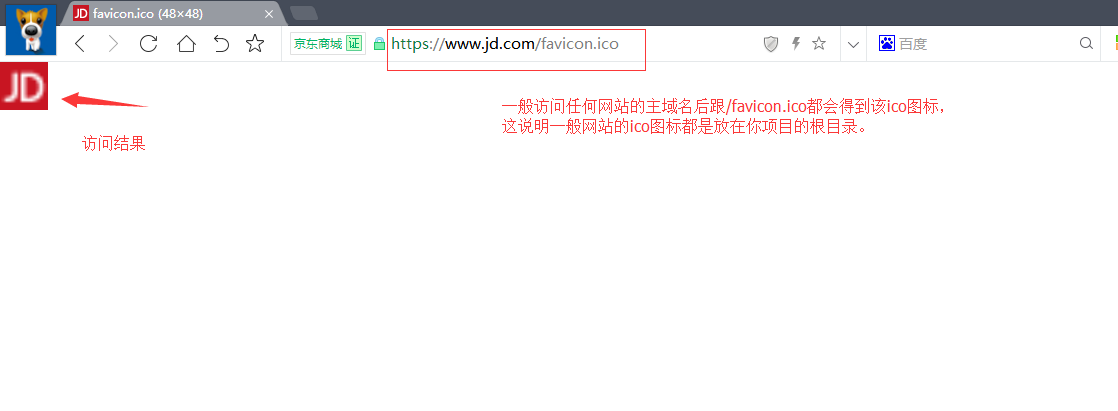 JD favicon.ico (48×48)
京东商城 证 https://www.jd.com/favicon.ico 百度
JD
一般访问任何网站的主域名后跟/favicon.ico都会得到该ico图标，
这说明一般网站的ico图标都是放在你项目的根目录。
访问结果